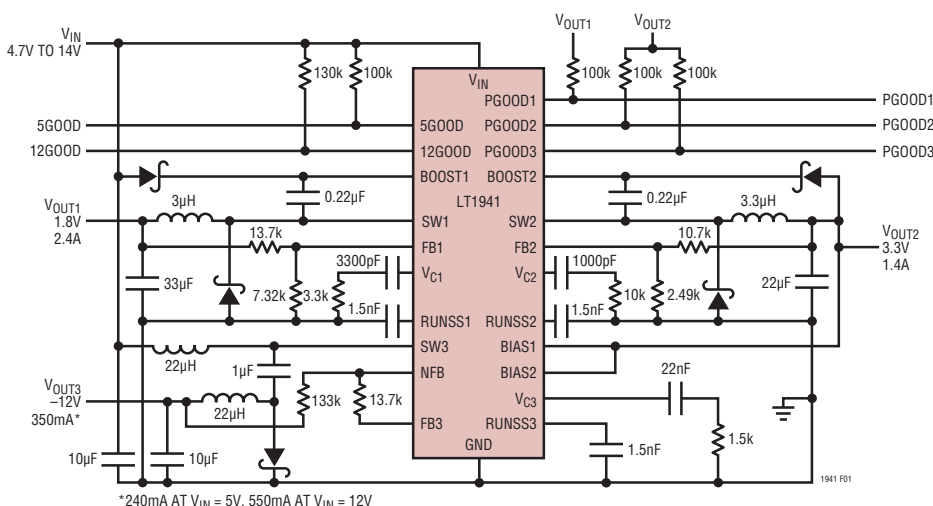 VIN
4.7V TO 14V
VOUT1
VOUT2
130k
100k
100k
100k
100k
VIN
PGOOD1
PGOOD1
5GOOD
5GOOD
PGOOD2
PGOOD2
12GOOD
12GOOD
PGOOD3
PGOOD3
BOOST1
BOOST2
0.22µF
LT1941
0.22µF
VOUT1
1.8V
2.4A
3µH
SW1
SW2
3.3µH
VOUT2
3.3V
1.4A
13.7k
FB1
FB2
10.7k
3300pF
VC1
VC2
1000pF
33µF
7.32k
3.3k
10k
2.49k
22µF
1.5nF
RUNSS1
RUNSS2
1.5nF
22µH
SW3
BIAS1
1µF
NFB
BIAS2
22nF
VOUT3
–12V
350mA*
22µH
133k
13.7k
VC3
FB3
RUNSS3
1.5k
10µF
10µF
GND
1.5nF
1941 F01
*240mA AT VIN = 5V, 550mA AT VIN = 12V